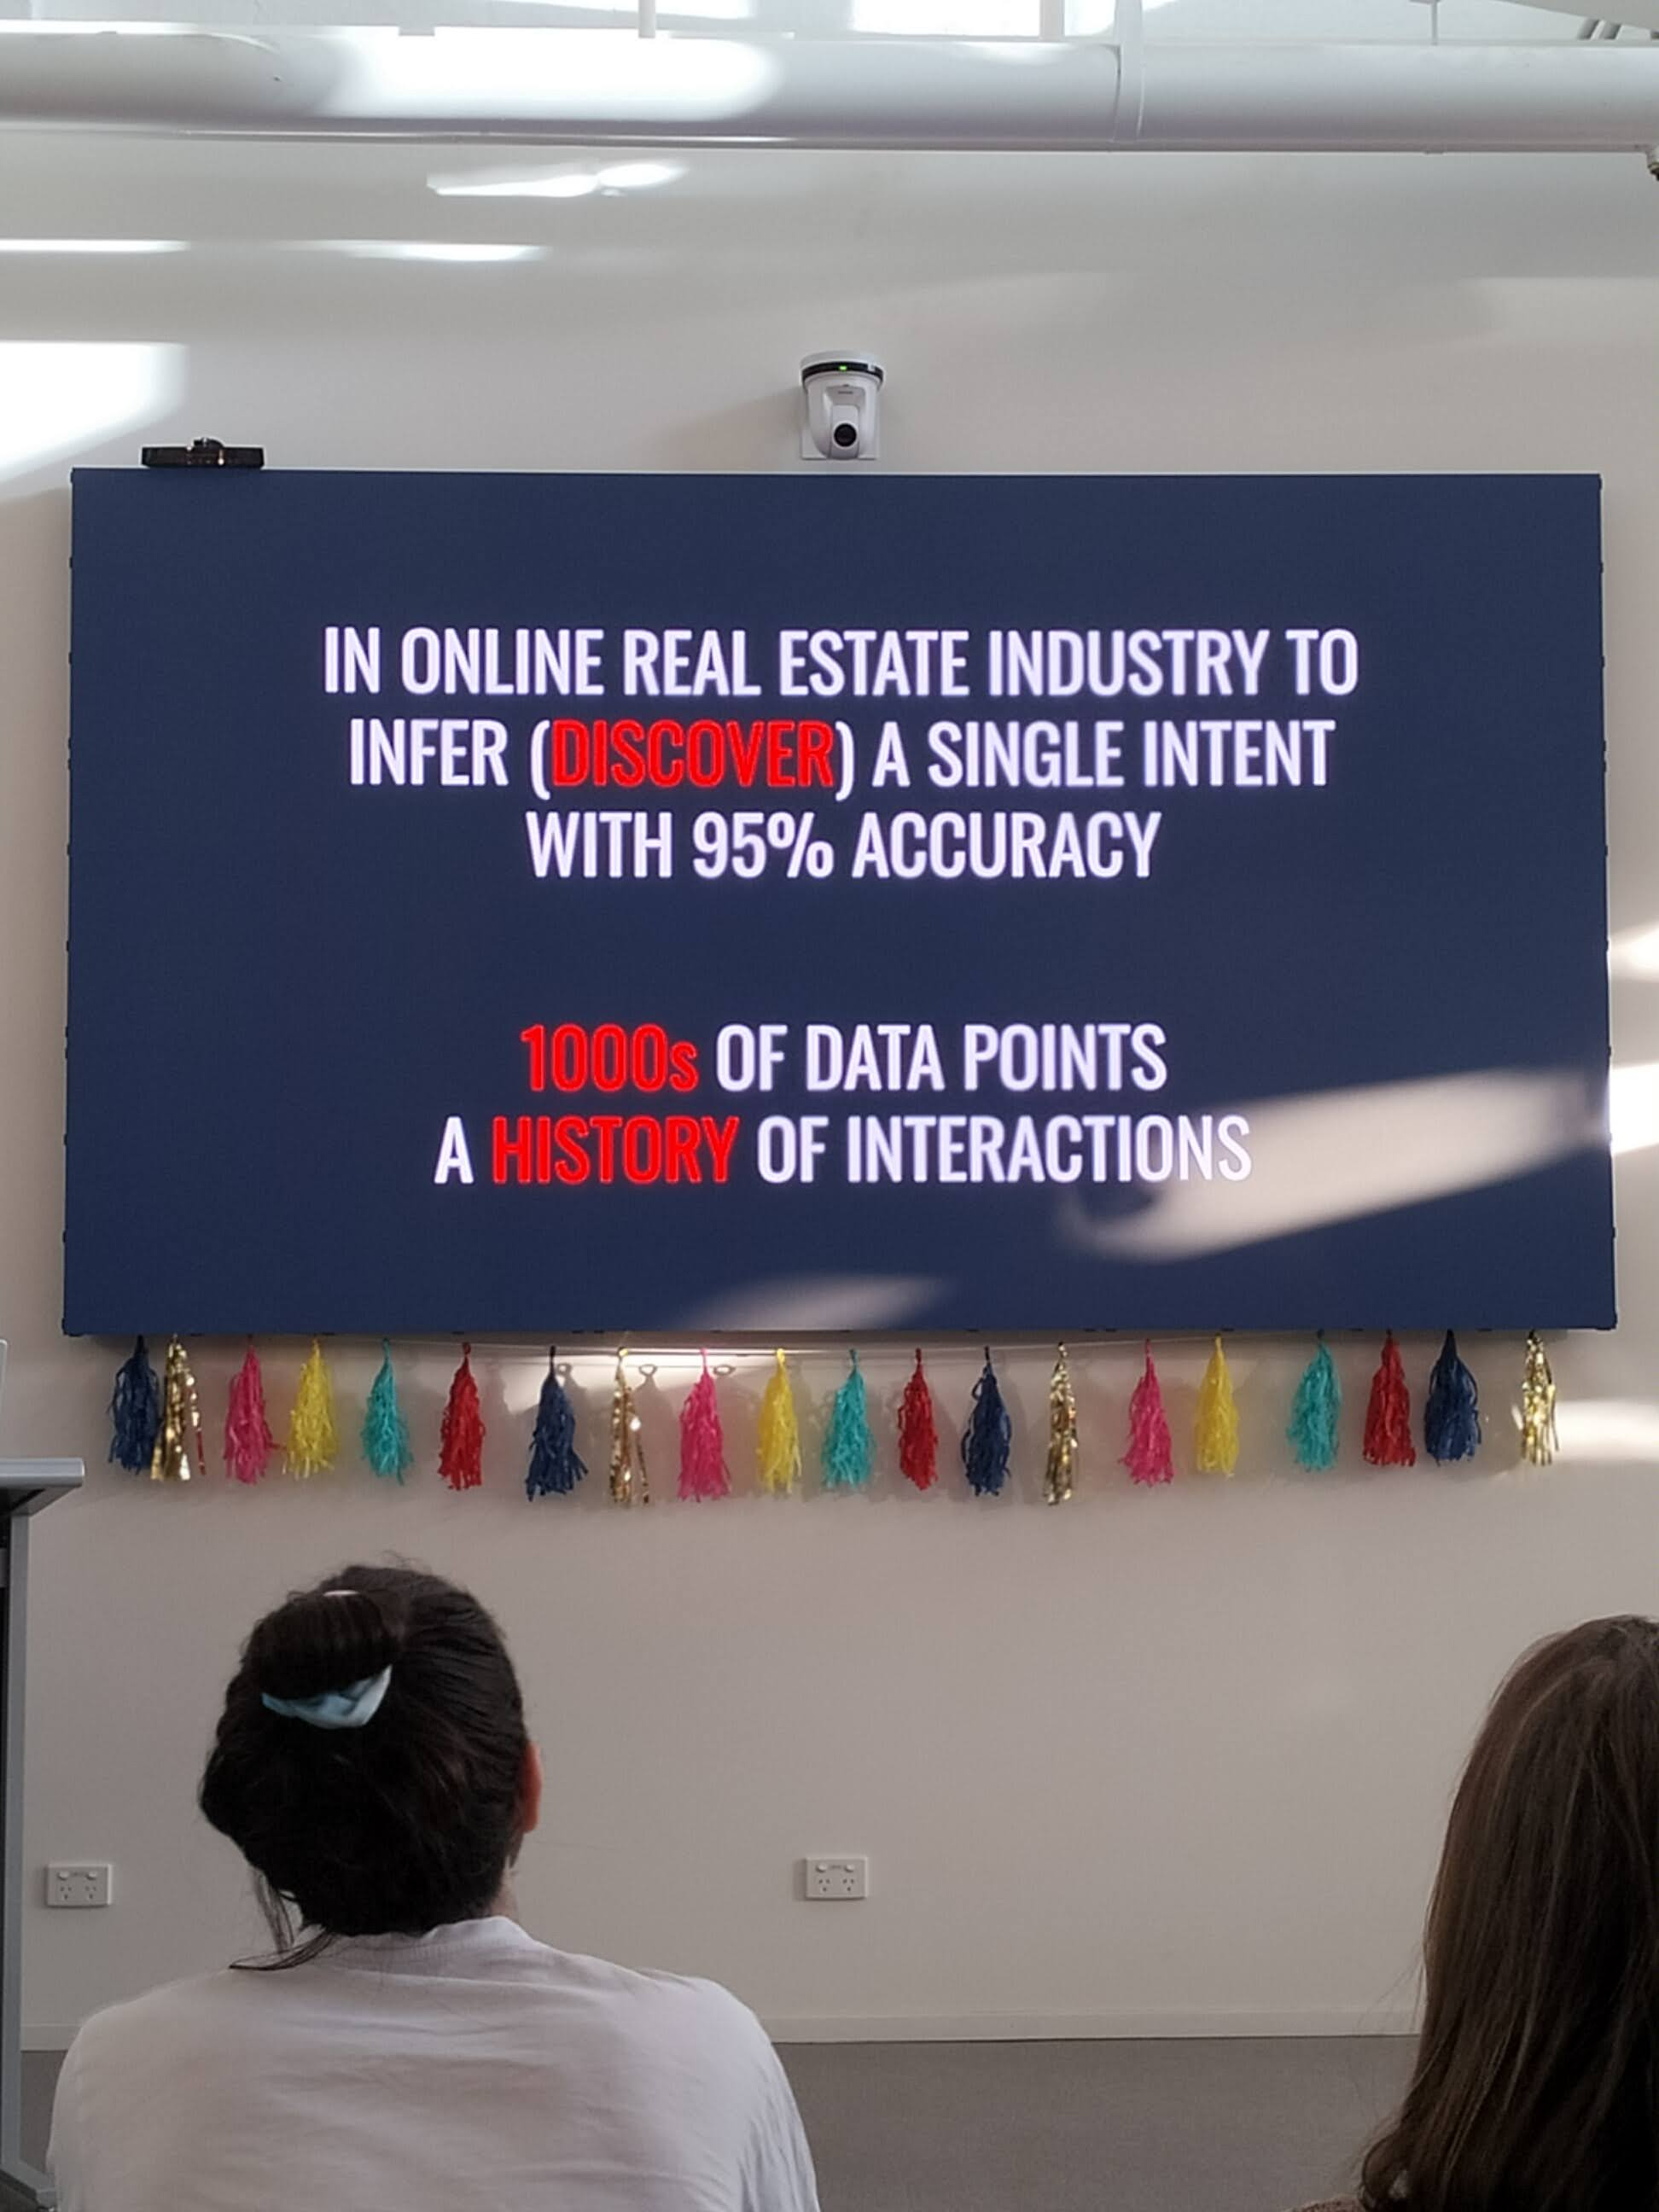 IN ONLINE REAL ESTATE INDUSTRY TO
INFER (DISCOVER) A SINGLE INTENT
WITH 95% ACCURACY
1000s OF DATA POINTS
A HISTORY OF INTERACTIONS